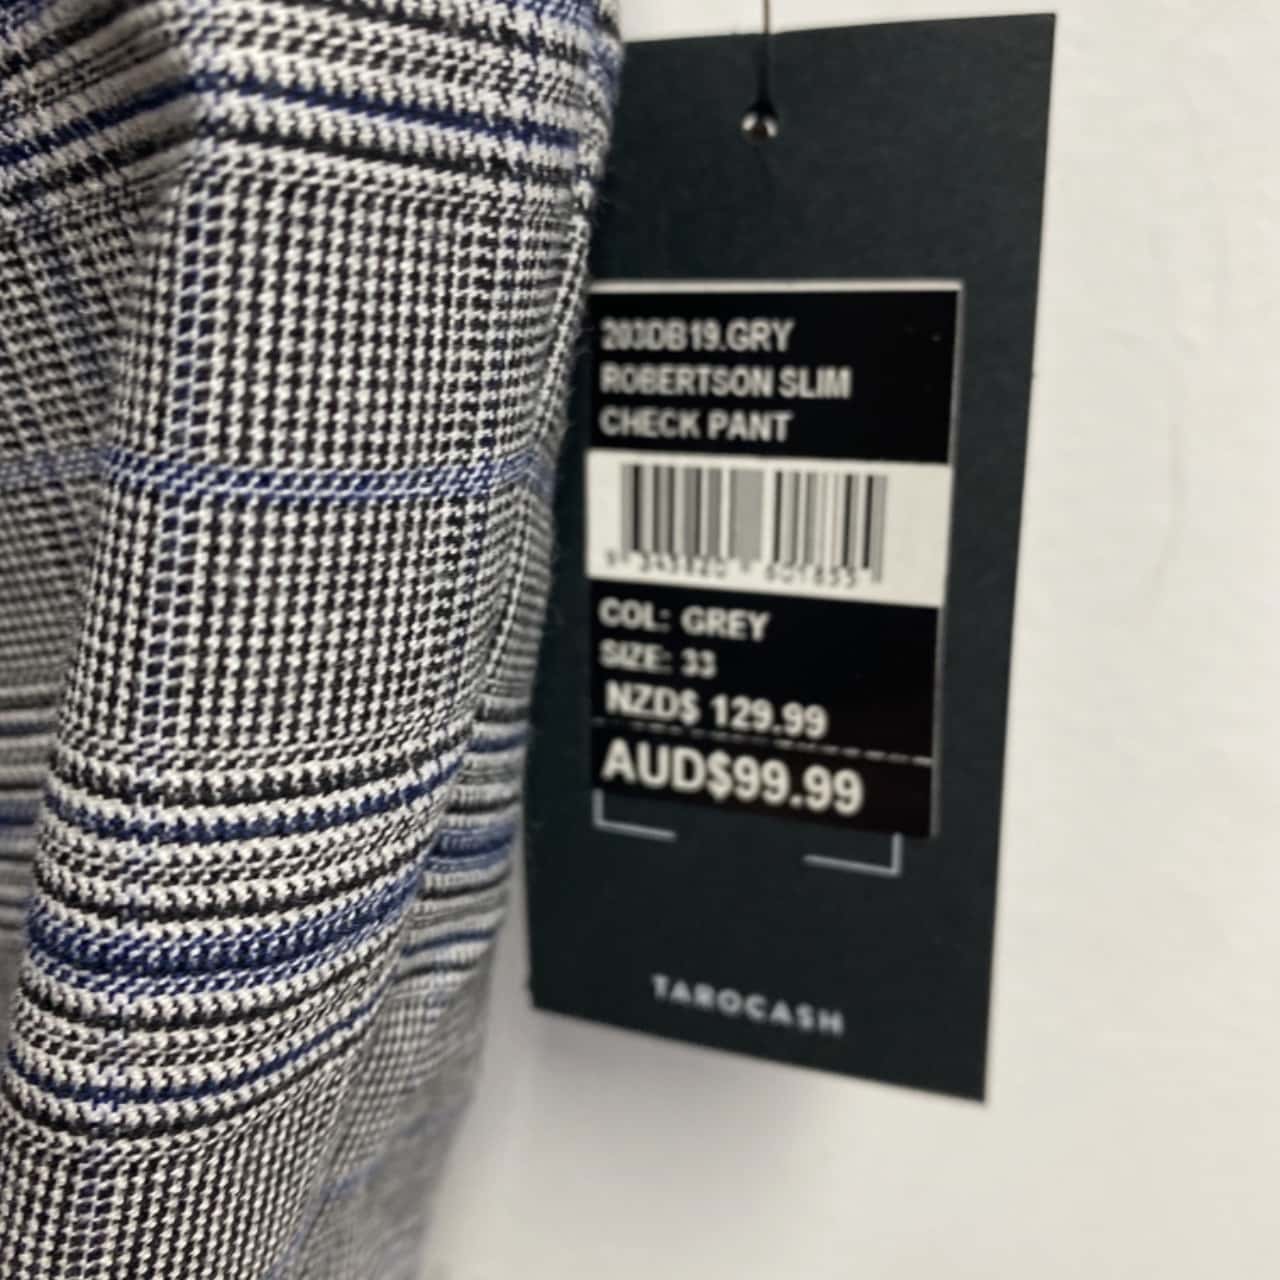 203DB19.GRY
ROBERTSON SLIM
CHECK PANT
COL: GREY
SIZE: 33
NZD$ 129.99
AUD$99.99
TAROCASH